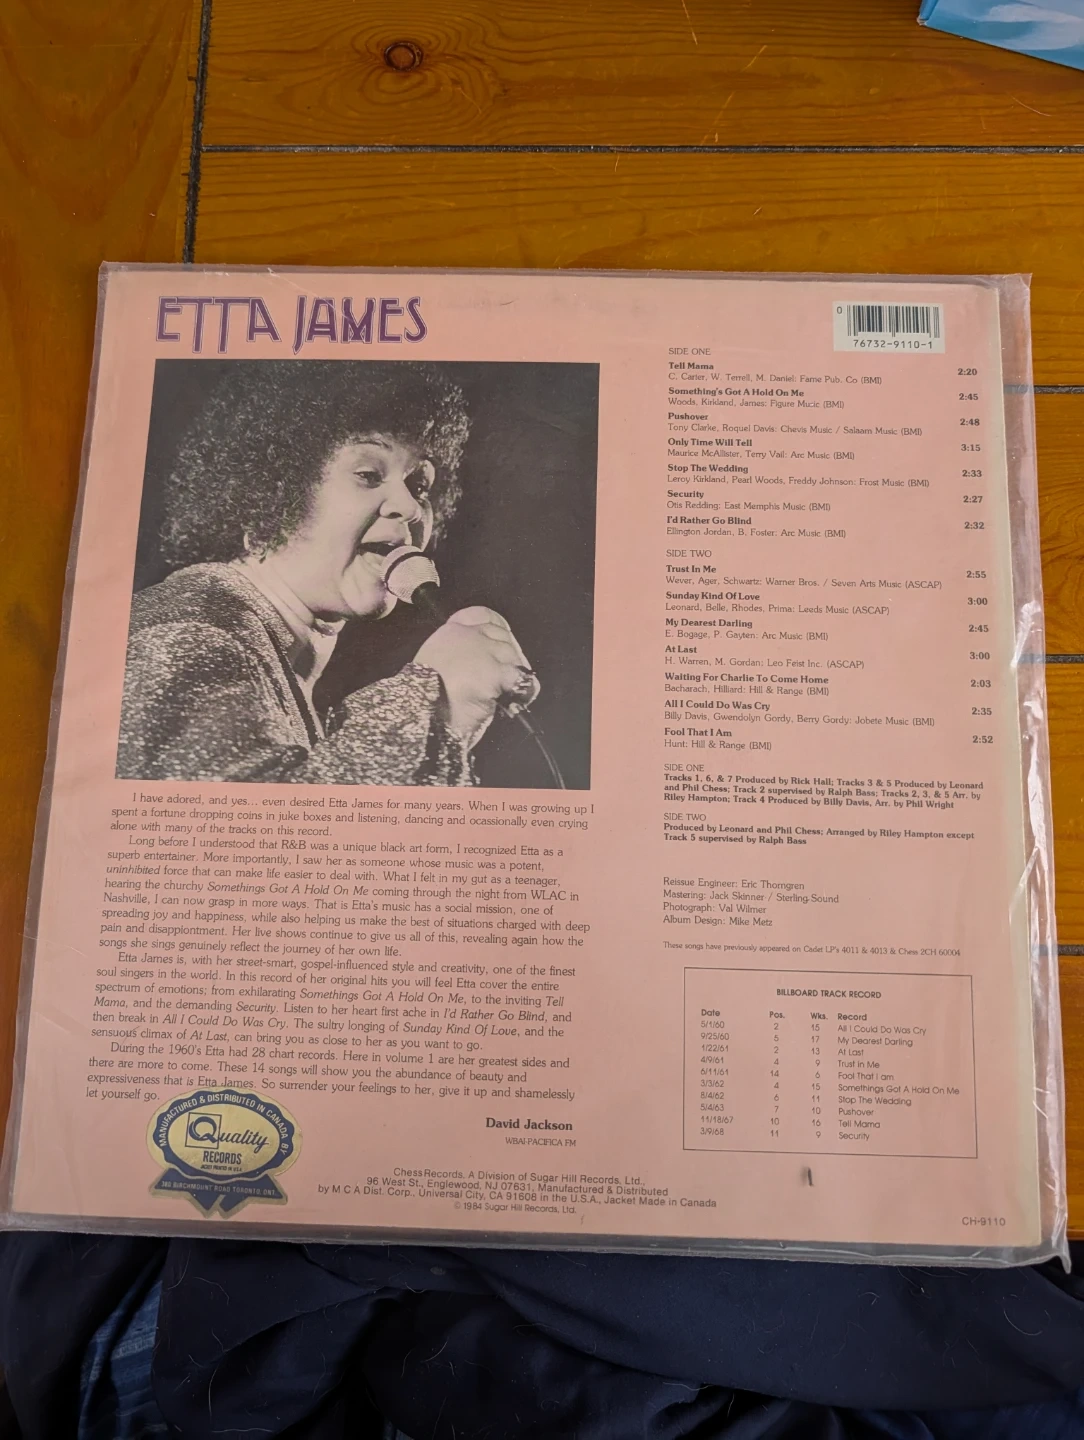 ETTA JAMES
0
76732-9110-1
SIDE ONE
Tell Mama 2:20
C. Carter, W. Terrell, M. Daniel: Fame Pub. Co (BMI)
Something's Got A Hold On Me 2:45
Woods, Kirkland, James: Figure Music (BMI)
Pushover 2:48
Tony Clarke, Roquel Davis: Chevis Music / Salaam Music (BMI)
Only Time Will Tell 3:15
Maurice McAllister, Terry Vail: Arc Music (BMI)
Stop The Wedding 2:33
Leroy Kirkland, Pearl Woods, Freddy Johnson: Frost Music (BMI)
Security 2:27
Otis Redding: East Memphis Music (BMI)
I'd Rather Go Blind 2:32
Ellington Jordan, B. Foster: Arc Music (BMI)
SIDE TWO
Trust In Me 2:55
Wever, Ager, Schwartz: Warner Bros. / Seven Arts Music (ASCAP)
Sunday Kind Of Love 3:00
Leonard, Belle, Rhodes, Prima: Leeds Music (ASCAP)
My Dearest Darling 2:45
E. Bogage, P. Gayten: Arc Music (BMI)
At Last 3:00
H. Warren, M. Gordan: Leo Feist Inc. (ASCAP)
Waiting For Charlie To Come Home 2:03
Bacharach, Hilliard: Hill & Range (BMI)
All I Could Do Was Cry 2:35
Billy Davis, Gwendolyn Gordy, Berry Gordy: Jobete Music (BMI)
Fool That I Am 2:52
Hunt: Hill & Range (BMI)
SIDE ONE
Tracks 1, 6, & 7 Produced by Rick Hall; Tracks 3 & 5 Produced by Leonard
and Phil Chess; Track 2 supervised by Ralph Bass; Tracks 2, 3, & 5 Arr. by
Riley Hampton; Track 4 Produced by Billy Davis, Arr. by Phil Wright
SIDE TWO
Produced by Leonard and Phil Chess; Arranged by Riley Hampton except
Track 5 supervised by Ralph Bass
Reissue Engineer: Eric Thorngren
Mastering: Jack Skinner / Sterling Sound
Photograph: Val Wilmer
Album Design: Mike Metz
These songs have previously appeared on Cadet LP's 4011 & 4013 & Chess 2CH 60004
BILLBOARD TRACK RECORD
Date Pos. Wks. Record
5/1/60 2 15 All I Could Do Was Cry
9/25/60 5 17 My Dearest Darling
1/22/61 2 13 At Last
4/9/61 4 9 Trust In Me
6/11/61 14 6 Fool That I am
3/3/62 4 15 Somethings Got A Hold On Me
8/4/62 6 11 Stop The Wedding
5/4/63 7 10 Pushover
11/18/67 10 16 Tell Mama
3/9/68 11 9 Security
I have adored, and yes... even desired Etta James for many years. When I was growing up I
spent a fortune dropping coins in juke boxes and listening, dancing and ocassionally even crying
alone with many of the tracks on this record.
Long before I understood that R&B was a unique black art form, I recognized Etta as a
superb entertainer. More importantly, I saw her as someone whose music was a potent,
uninhibited force that can make life easier to deal with. What I felt in my gut as a teenager,
hearing the churchy Somethings Got A Hold On Me coming through the night from WLAC in
Nashville, I can now grasp in more ways. That is Etta's music has a social mission, one of
spreading joy and happiness, while also helping us make the best of situations charged with deep
pain and disapplontment. Her live shows continue to give us all of this, revealing again how the
songs she sings genuinely reflect the journey of her own life.
Etta James is, with her street-smart, gospel-influenced style and creativity, one of the finest
soul singers in the world. In this record of her original hits you will feel Etta cover the entire
spectrum of emotions; from exhilarating Somethings Got A Hold On Me, to the inviting Tell
Mama, and the demanding Security. Listen to her heart first ache in I'd Rather Go Blind, and
then break in All I Could Do Was Cry. The sultry longing of Sunday Kind Of Love, and the
sensuous climax of At Last, can bring you as close to her as you want to go.
During the 1960's Etta had 28 chart records. Here in volume 1 are her greatest sides and
there are more to come. These 14 songs will show you the abundance of beauty and
expressiveness that is Etta James. So surrender your feelings to her, give it up and shamelessly
let yourself go.
David Jackson
WBAI-PACIFICA FM
MANUFACTURED & DISTRIBUTED IN CANADA BY
Quality
RECORDS
JACKET PRINTED IN U.S.A.
380 BIRCHMOUNT ROAD TORONTO, ONT.
Chess Records, A Division of Sugar Hill Records, Ltd.,
96 West St., Englewood, NJ 07631, Manufactured & Distributed
by M C A Dist. Corp., Universal City, CA 91608 in the U.S.A., Jacket Made in Canada
© 1984 Sugar Hill Records, Ltd.
CH-9110